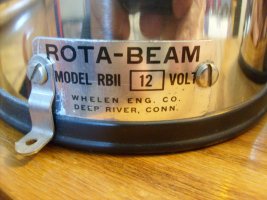 ROTA-BEAM
MODEL RBII 12 VOLT
WHELEN ENG. CO.
DEEP RIVER, CONN.